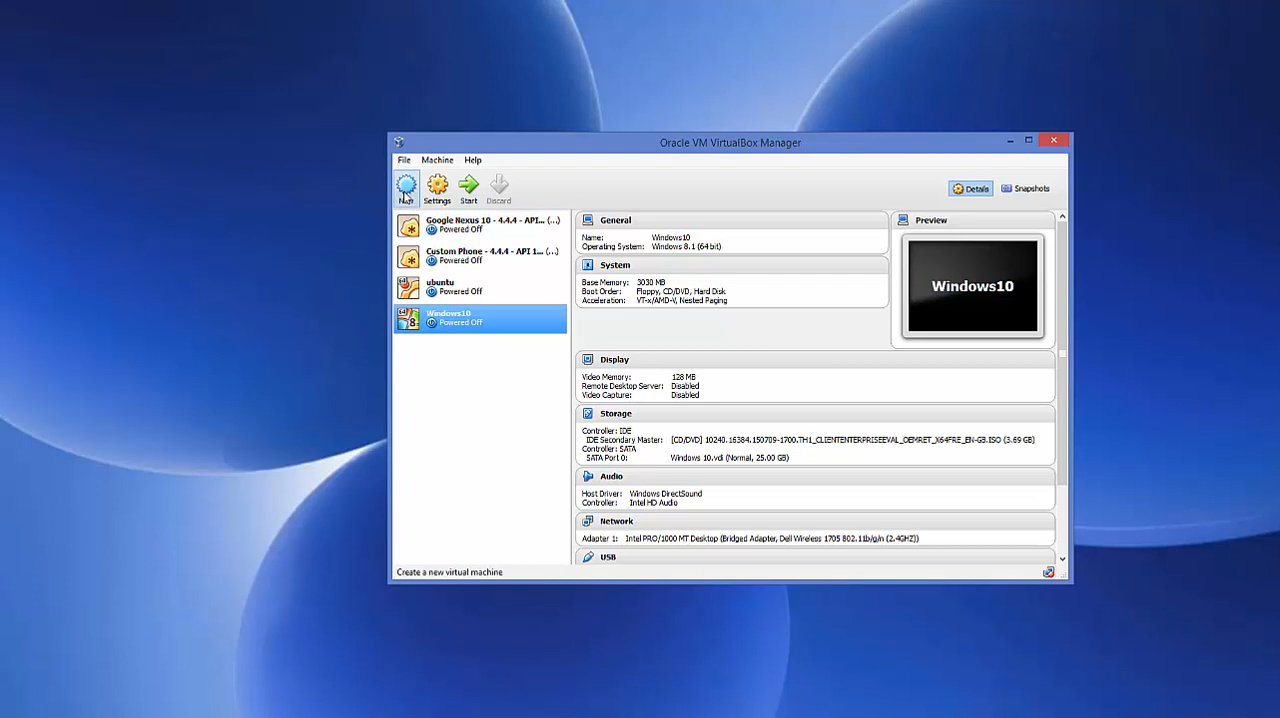 Oracle VM VirtualBox Manager
File Machine Help
Settings Start Discard Details Snapshots
Google Nexus 10 - 4.4.4 - API... (...)
Powered Off
Custom Phone - 4.4.4 - API 1... (...)
Powered Off
ubuntu
Powered Off
Windows10
Powered Off
General
Name: Windows10
Operating System: Windows 8.1 (64 bit)
System
Base Memory: 3030 MB
Boot Order: Floppy, CD/DVD, Hard Disk
Acceleration: VT-x/AMD-V, Nested Paging
Preview
Windows10
Display
Video Memory: 128 MB
Remote Desktop Server: Disabled
Video Capture: Disabled
Storage
Controller: IDE
IDE Secondary Master: [CD/DVD] 10240.16384.150709-1700.TH1_CLIENTENTERPRISEEVAL_OEMRET_X64FRE_EN-GB.ISO (3.69 GB)
Controller: SATA
SATA Port 0: Windows 10.vdi (Normal, 25.00 GB)
Audio
Host Driver: Windows DirectSound
Controller: Intel HD Audio
Network
Adapter 1: Intel PRO/1000 MT Desktop (Bridged Adapter, Dell Wireless 1705 802.11b/g/n (2.4GHZ))
USB
Create a new virtual machine